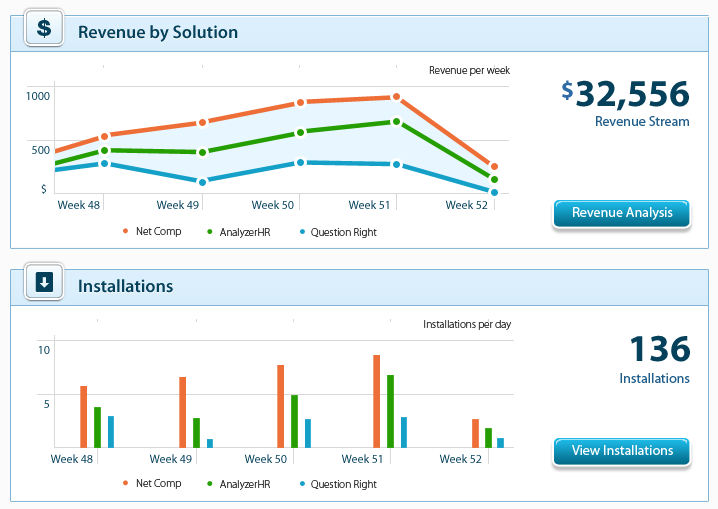 $
Revenue by Solution
Revenue per week
1000
500
$
Week 48 Week 49 Week 50 Week 51 Week 52
Net Comp AnalyzerHR Question Right
$32,556
Revenue Stream
Revenue Analysis
Installations
Installations per day
10
5
Week 48 Week 49 Week 50 Week 51 Week 52
Net Comp AnalyzerHR Question Right
136
Installations
View Installations